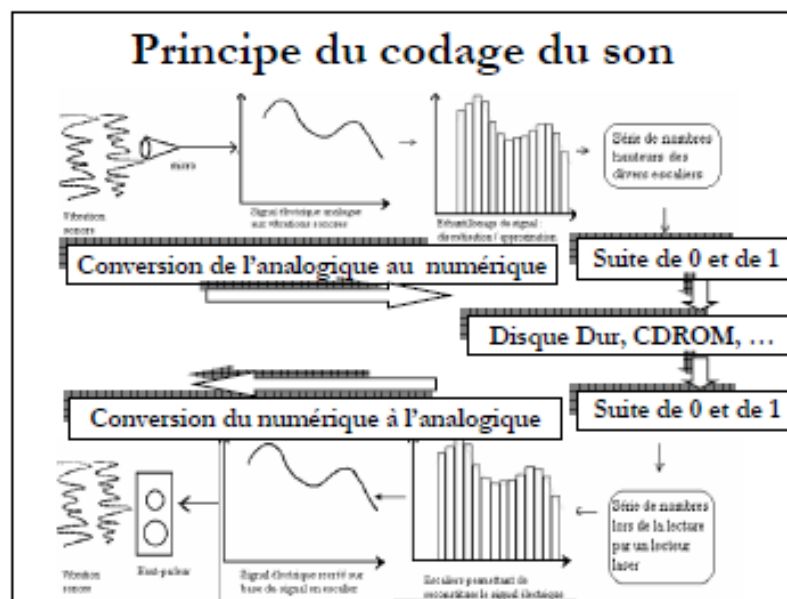 Principe du codage du son
micro
Vibration
sonore
Signal électrique analogue
aux vibrations sonores
Echantillonage du signal :
discrétisation / approximation
Série de nombres
hauteurs des
divers escaliers
Conversion de l'analogique au numérique
Suite de 0 et de 1
Disque Dur, CDROM, …
Conversion du numérique à l'analogique
Suite de 0 et de 1
Vibration
sonore
Haut-parleur
Signal électrique recréé sur
base du signal en escalier
Escaliers permettant de
reconstituer le signal électrique
Série de nombres
lors de la lecture
par un lecteur
laser